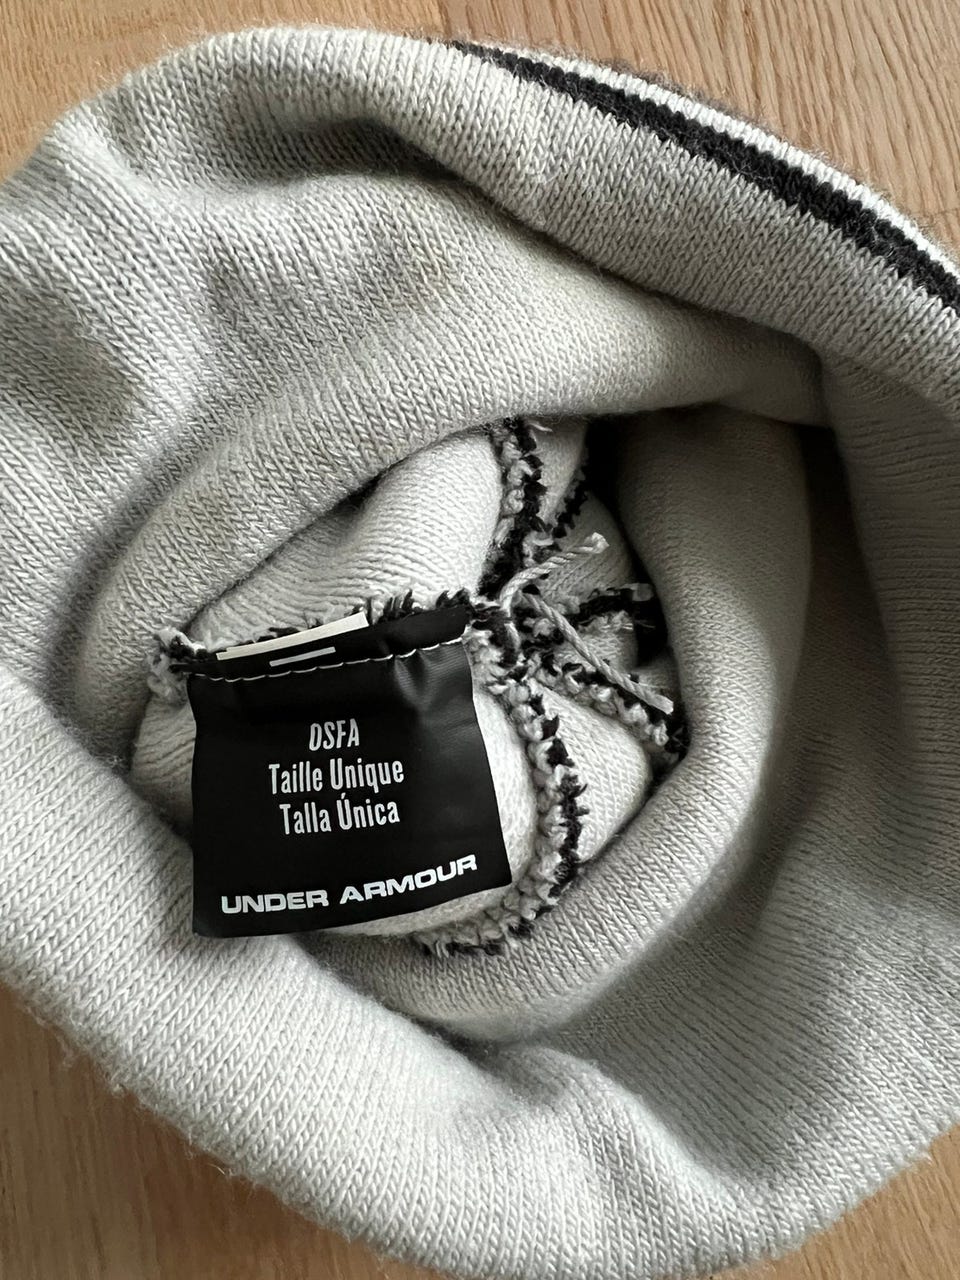 OSFA
Taille Unique
Talla Única
UNDER ARMOUR